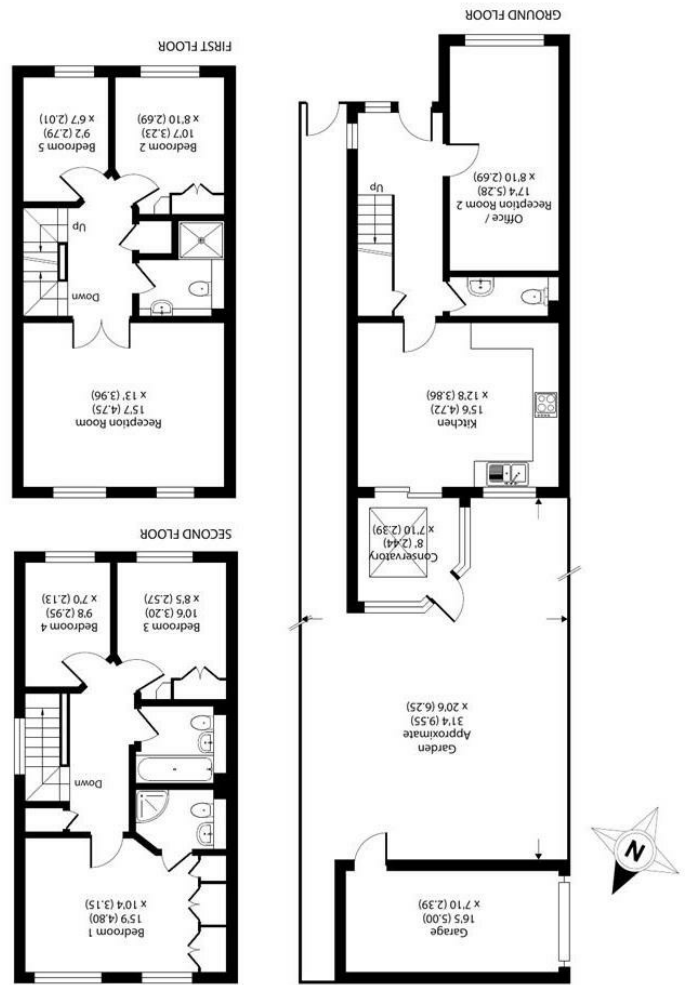 N
Garage
16'5 (5.00)
x 7'10 (2.39)
Garden
Approximate
31'4 (9.55)
x 20'6 (6.25)
Conservatory
8' (2.44)
x 7'10 (2.39)
Kitchen
15'6 (4.72)
x 12'8 (3.86)
Up
Office /
Reception Room 2
17'4 (5.28)
x 8'10 (2.69)
GROUND FLOOR
Bedroom 1
15'9 (4.80)
x 10'4 (3.15)
Down
Bedroom 3
10'6 (3.20)
x 8'5 (2.57)
Bedroom 4
9'8 (2.95)
x 7'0 (2.13)
SECOND FLOOR
Reception Room
15'7 (4.75)
x 13' (3.96)
Down
Up
Bedroom 2
10'7 (3.23)
x 8'10 (2.69)
Bedroom 5
9'2 (2.79)
x 6'7 (2.01)
FIRST FLOOR